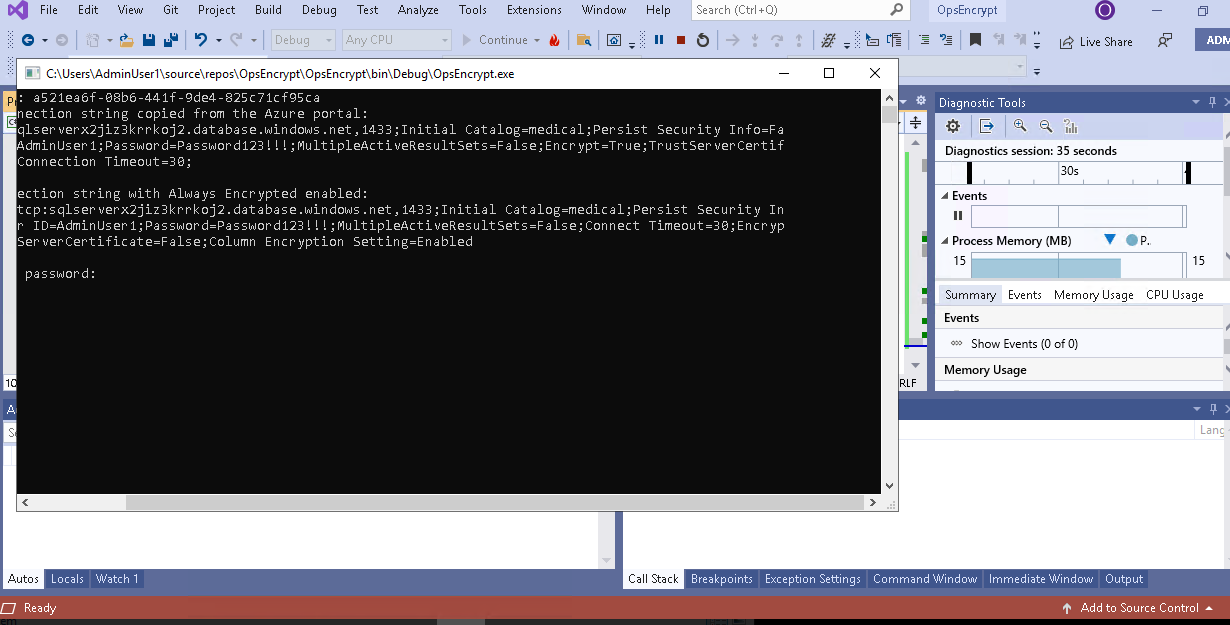 File Edit View Git Project Build Debug Test Analyze Tools Extensions Window Help Search (Ctrl+Q) OpsEncrypt
Debug Any CPU Continue Live Share ADM
C:\Users\AdminUser1\source\repos\OpsEncrypt\OpsEncrypt\bin\Debug\OpsEncrypt.exe
: a521ea6f-08b6-441f-9de4-825c71cf95ca
nection string copied from the Azure portal:
qlserverx2jiz3krrkoj2.database.windows.net,1433;Initial Catalog=medical;Persist Security Info=Fa
AdminUser1;Password=Password123!!!;MultipleActiveResultSets=False;Encrypt=True;TrustServerCertif
Connection Timeout=30;
ection string with Always Encrypted enabled:
tcp:sqlserverx2jiz3krrkoj2.database.windows.net,1433;Initial Catalog=medical;Persist Security In
r ID=AdminUser1;Password=Password123!!!;MultipleActiveResultSets=False;Connect Timeout=30;Encryp
ServerCertificate=False;Column Encryption Setting=Enabled
password:
Diagnostic Tools
Diagnostics session: 35 seconds
30s
Events
Process Memory (MB) P..
15 15
Summary Events Memory Usage CPU Usage
Events
Show Events (0 of 0)
Memory Usage
10
RLF
Lang
Autos Locals Watch 1
Call Stack Breakpoints Exception Settings Command Window Immediate Window Output
Ready Add to Source Control